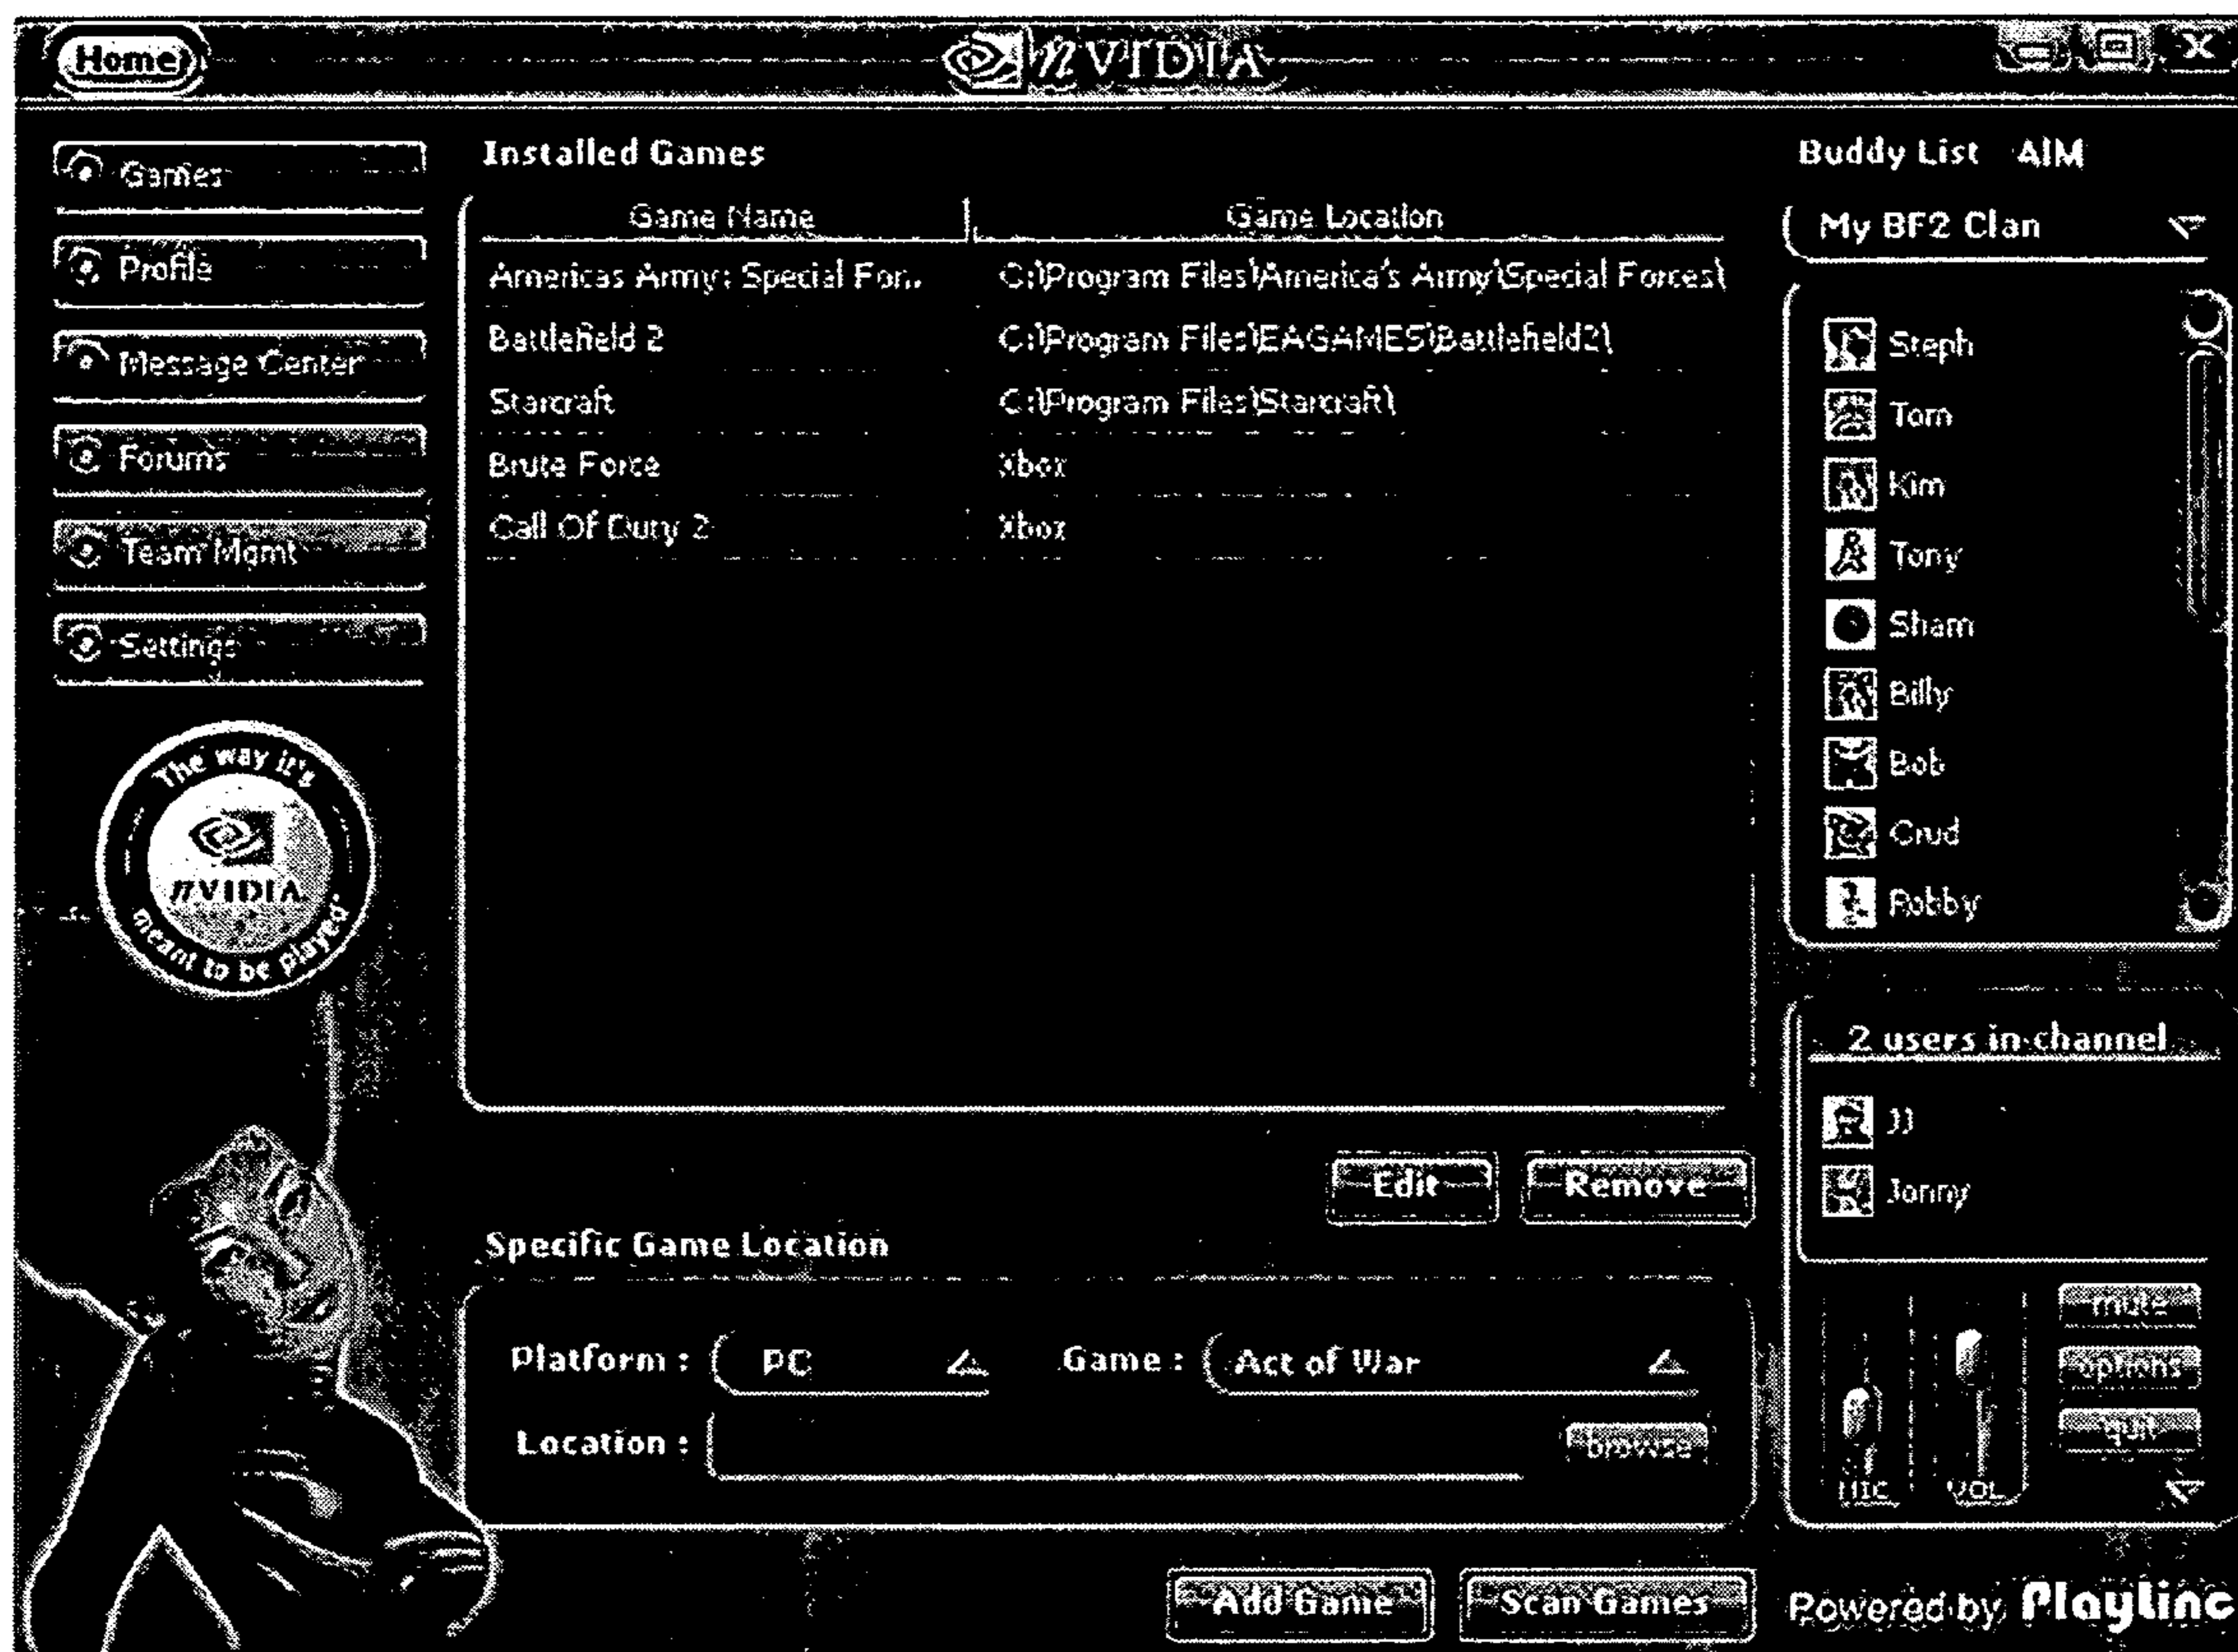 Home
nVIDIA
Games
Profile
Message Center
Forums
Team Mgmt
Settings
The way it's
nVIDIA
meant to be played
Installed Games
Game Name Game Location
Americas Army: Special For.. C:\Program Files\America's Army\Special Forces\
Battlefield 2 C:\Program Files\EAGAMES\Battlefield2\
Starcraft C:\Program Files\Starcraft\
Brute Force Xbox
Call Of Duty 2 Xbox
Edit Remove
Specific Game Location
Platform : PC Game : Act of War
Location : browse
Add Game Scan Games
Buddy List AIM
My BF2 Clan
Steph
Tom
Kim
Tony
Sham
Billy
Bob
Crud
Robby
2 users in channel
JJ
Jonny
mute
options
quit
MIC VOL
Powered by PlayLinc